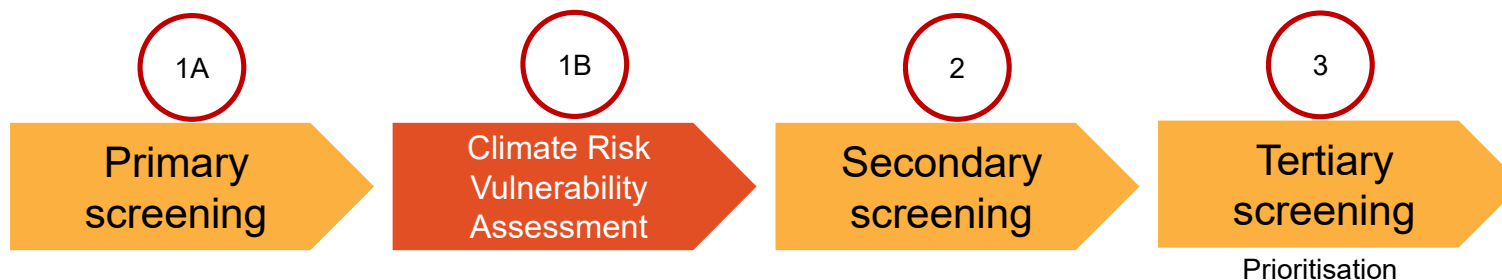 1A
Primary
screening
1B
Climate Risk
Vulnerability
Assessment
2
Secondary
screening
3
Tertiary
screening
Prioritisation